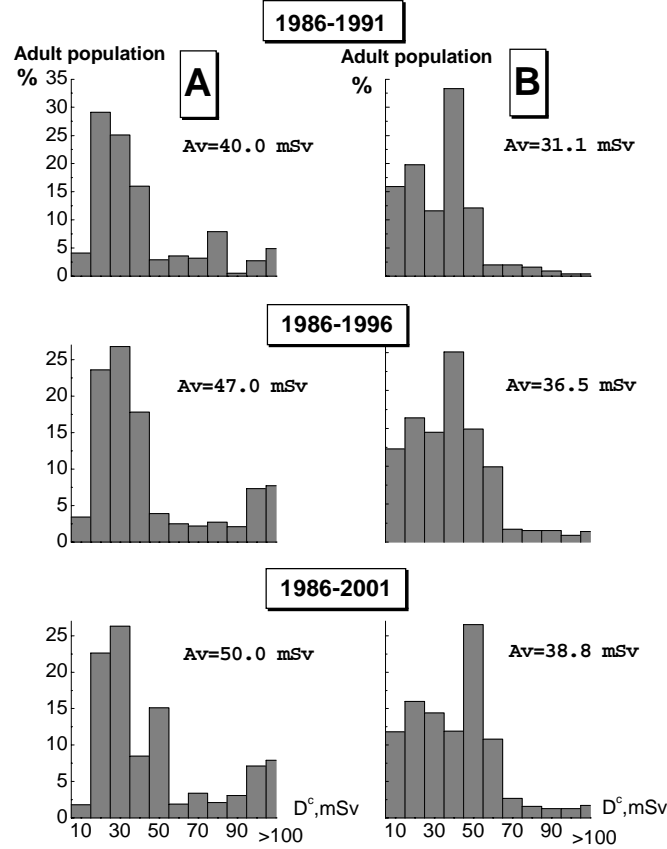 1986-1991
Adult population
%
A
Adult population
%
B
35
30
25
20
15
10
5
0
Av=40.0 mSv
Av=31.1 mSv
1986-1996
25
20
15
10
5
0
Av=47.0 mSv
Av=36.5 mSv
1986-2001
25
20
15
10
5
0
Av=50.0 mSv
Av=38.8 mSv
10 30 50 70 90 >100
Dᶜ,mSv
10 30 50 70 90 >100
Dᶜ,mSv